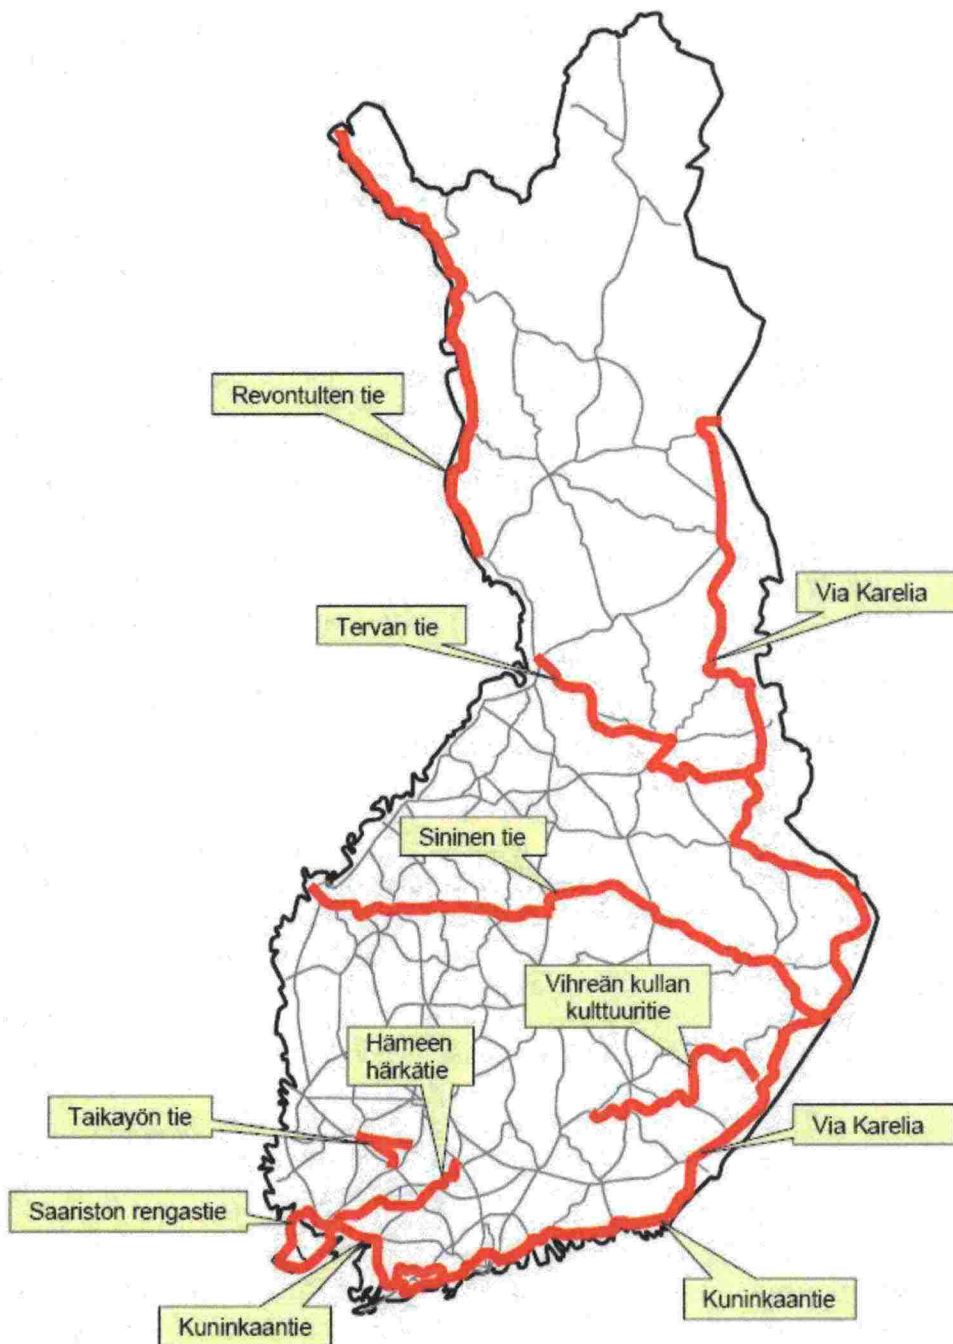 Revontulten tie
Via Karelia
Tervan tie
Sininen tie
Vihreän kullan
kulttuuritie
Hämeen
härkätie
Taikayön tie
Via Karelia
Saariston rengastie
Kuninkaantie
Kuninkaantie